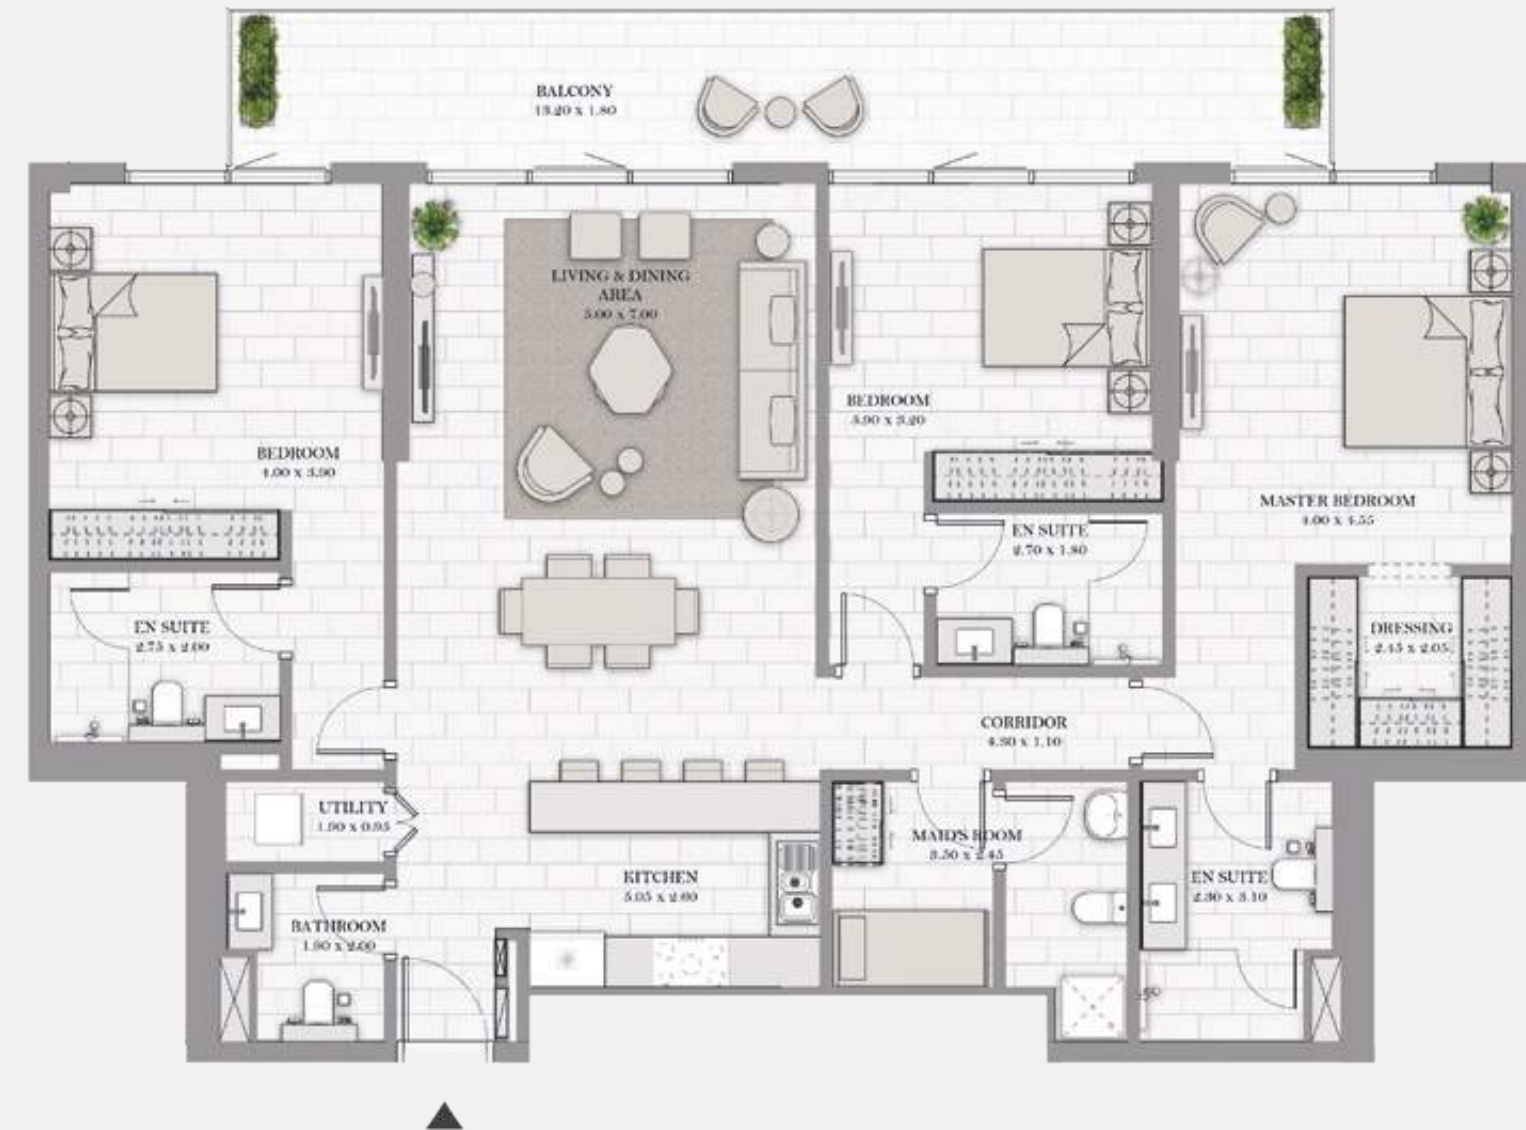 BALCONY
13.20 x 1.80
LIVING & DINING
AREA
5.00 x 7.00
BEDROOM
3.90 x 3.20
BEDROOM
4.00 x 3.90
MASTER BEDROOM
4.00 x 4.55
EN SUITE
2.70 x 1.80
EN SUITE
2.75 x 2.00
DRESSING
2.45 x 2.05
CORRIDOR
4.30 x 1.10
UTILITY
1.90 x 0.95
MAID'S ROOM
3.50 x 2.45
KITCHEN
5.05 x 2.60
EN SUITE
2.30 x 3.10
BATHROOM
1.90 x 2.00